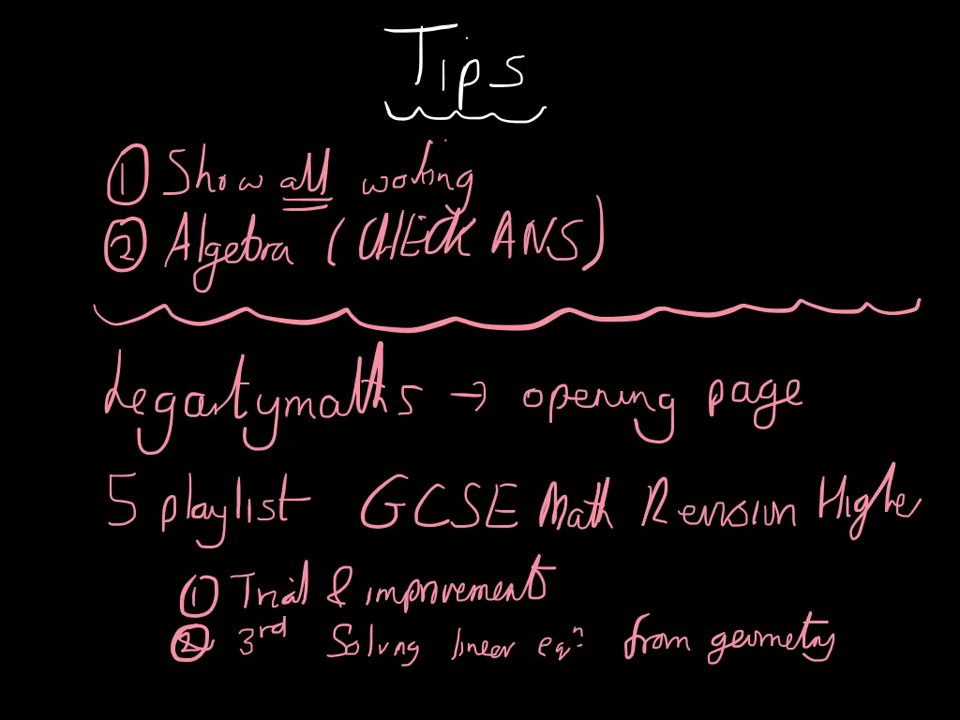 Tips
① Show all working
② Algebra (CHECK ANS)
Legartymaths → opening page
5 playlist GCSE Math Revision Higher
① Trial & improvement
② 3rd Solving linear eqⁿ from geometry